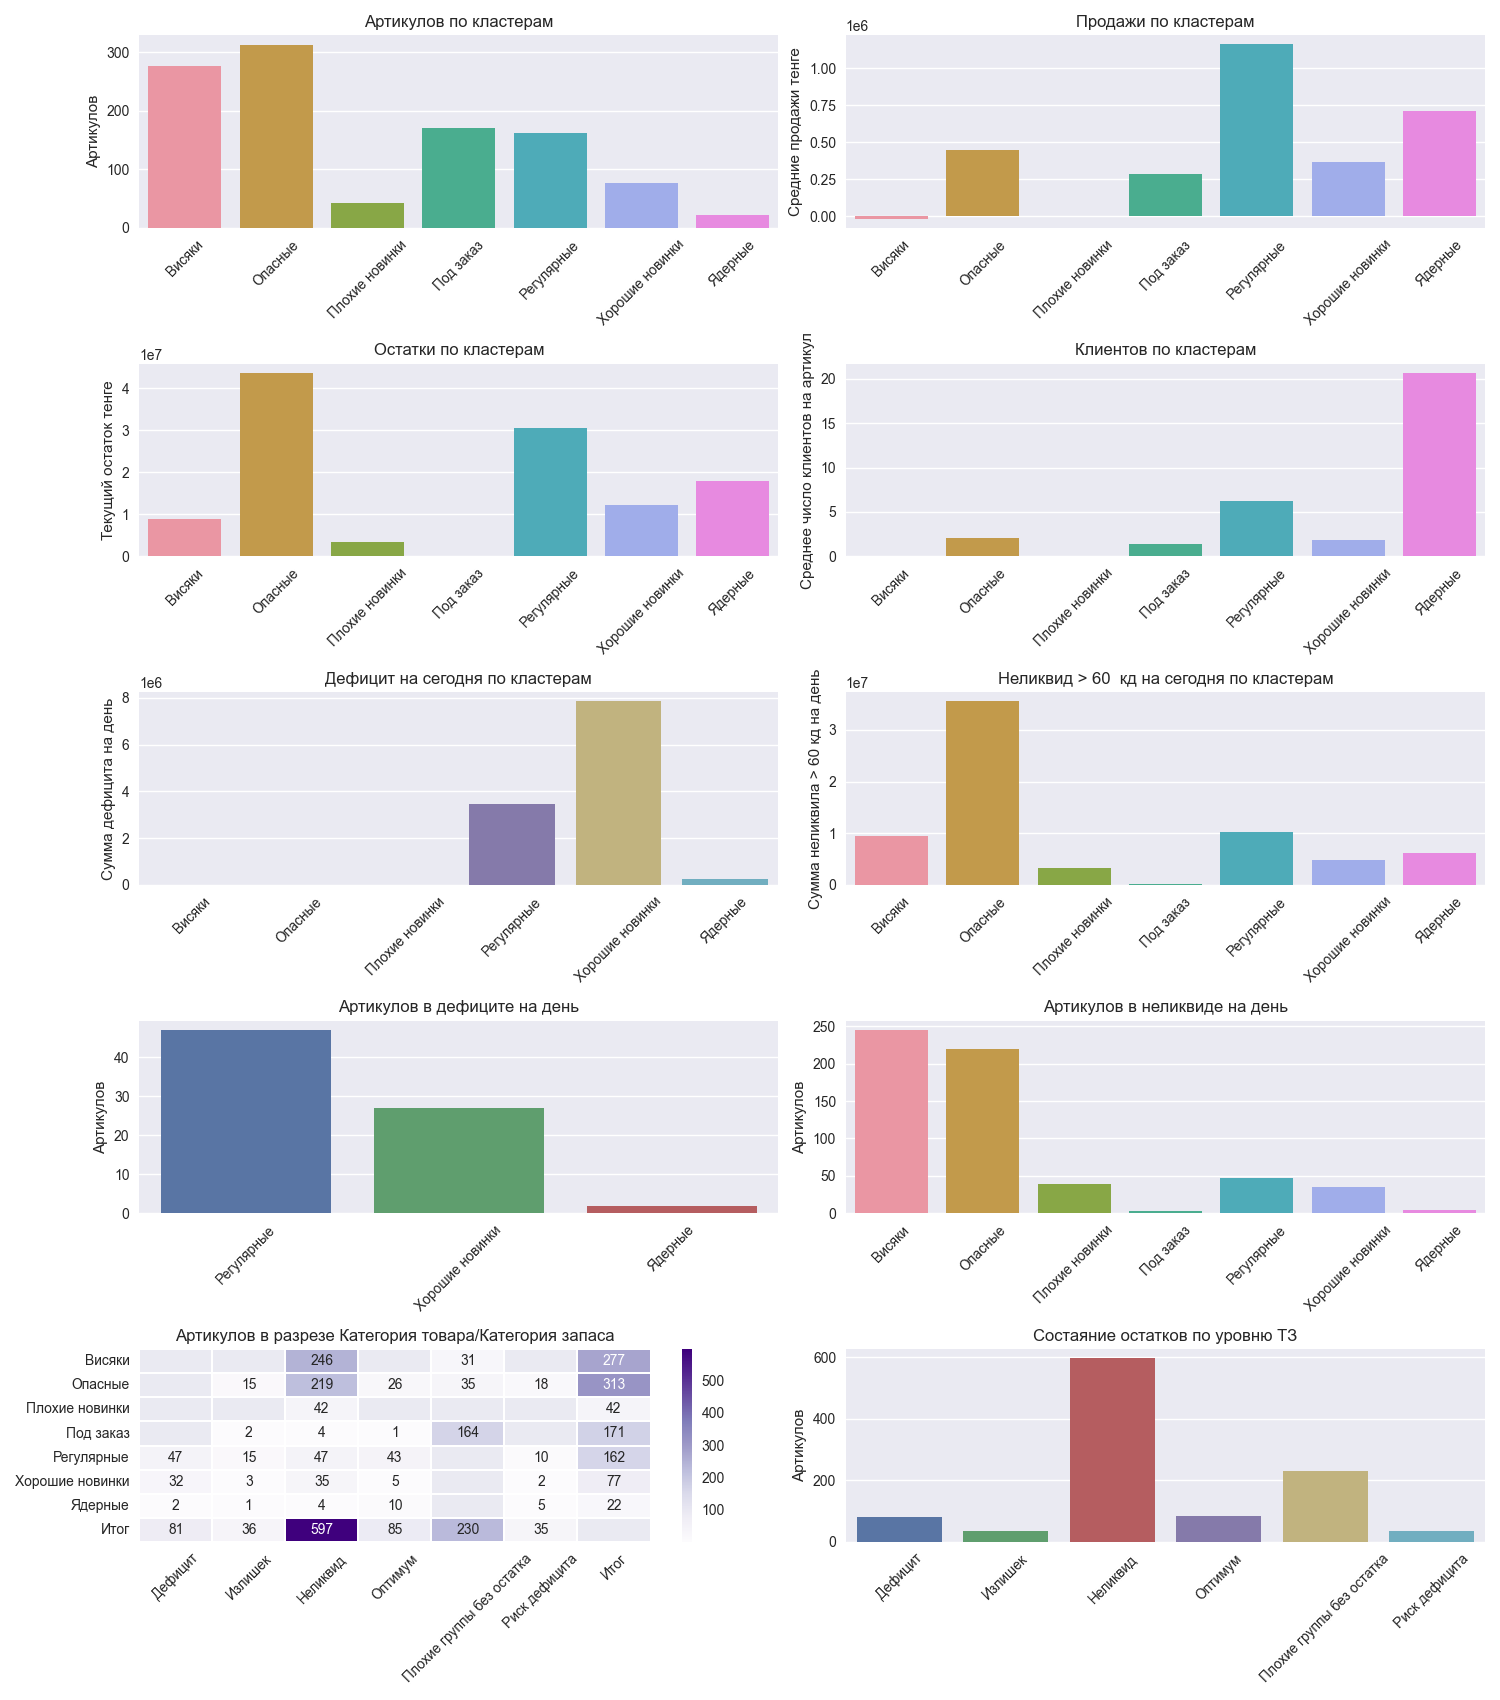 Артикулов по кластерам
Артикулов
300
200
100
0
Висяки
Опасные
Плохие новинки
Под заказ
Регулярные
Хорошие новинки
Ядерные
Продажи по кластерам
1e6
Средние продажи тенге
1.00
0.75
0.50
0.25
0.00
Висяки
Опасные
Плохие новинки
Под заказ
Регулярные
Хорошие новинки
Ядерные
Остатки по кластерам
1e7
Текущий остаток тенге
4
3
2
1
0
Висяки
Опасные
Плохие новинки
Под заказ
Регулярные
Хорошие новинки
Ядерные
Клиентов по кластерам
Среднее число клиентов на артикул
20
15
10
5
0
Висяки
Опасные
Плохие новинки
Под заказ
Регулярные
Хорошие новинки
Ядерные
Дефицит на сегодня по кластерам
1e6
Сумма дефицита на день
8
6
4
2
0
Висяки
Опасные
Плохие новинки
Регулярные
Хорошие новинки
Ядерные
Неликвид > 60  кд на сегодня по кластерам
1e7
Сумма неликвипа > 60 кд на день
3
2
1
0
Висяки
Опасные
Плохие новинки
Под заказ
Регулярные
Хорошие новинки
Ядерные
Артикулов в дефиците на день
Артикулов
40
30
20
10
0
Регулярные
Хорошие новинки
Ядерные
Артикулов в неликвиде на день
Артикулов
250
200
150
100
50
0
Висяки
Опасные
Плохие новинки
Под заказ
Регулярные
Хорошие новинки
Ядерные
Артикулов в разрезе Категория товара/Категория запаса
Висяки 246 31 277
Опасные 15 219 26 35 18 313
Плохие новинки 42 42
Под заказ 2 4 1 164 171
Регулярные 47 15 47 43 10 162
Хорошие новинки 32 3 35 5 2 77
Ядерные 2 1 4 10 5 22
Итог 81 36 597 85 230 35
Дефицит
Излишек
Неликвид
Оптимум
Плохие группы без остатка
Риск дефицита
Итог
500
400
300
200
100
Состаяние остатков по уровню ТЗ
Артикулов
600
400
200
0
Дефицит
Излишек
Неликвид
Оптимум
Плохие группы без остатка
Риск дефицита